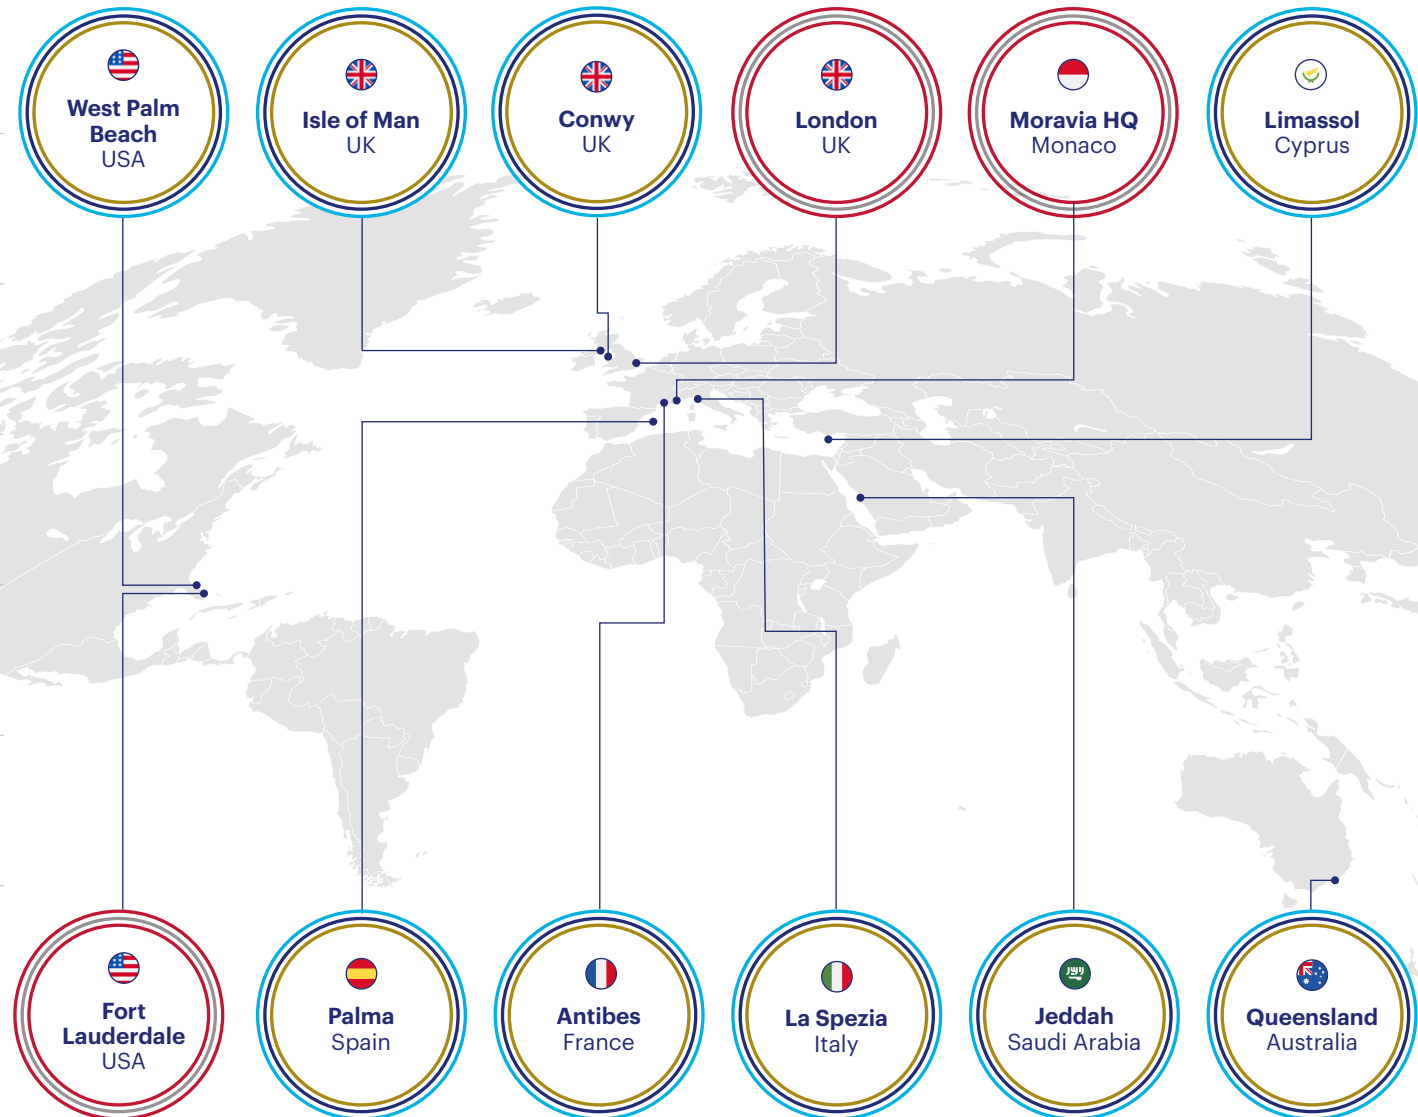 West Palm
Beach
USA
Isle of Man
UK
Conwy
UK
London
UK
Moravia HQ
Monaco
Limassol
Cyprus
Fort
Lauderdale
USA
Palma
Spain
Antibes
France
La Spezia
Italy
Jeddah
Saudi Arabia
Queensland
Australia